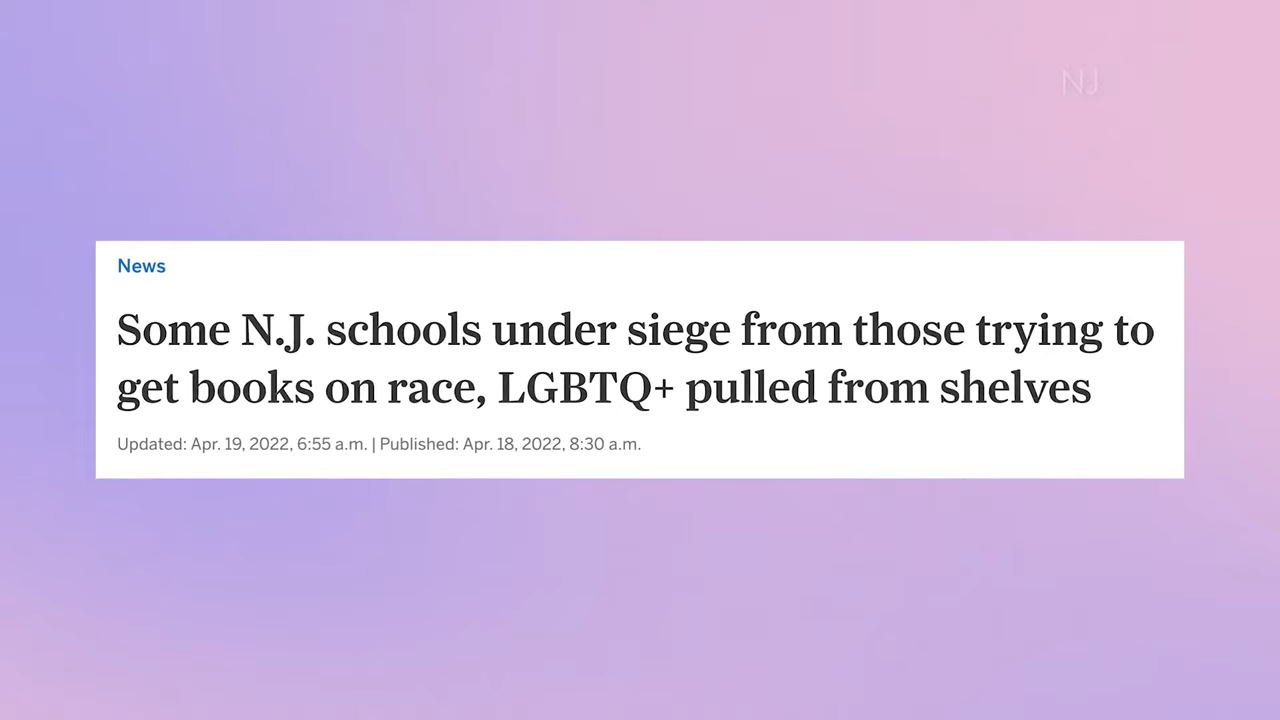 NJ
News
Some N.J. schools under siege from those trying to
get books on race, LGBTQ+ pulled from shelves
Updated: Apr. 19, 2022, 6:55 a.m. | Published: Apr. 18, 2022, 8:30 a.m.